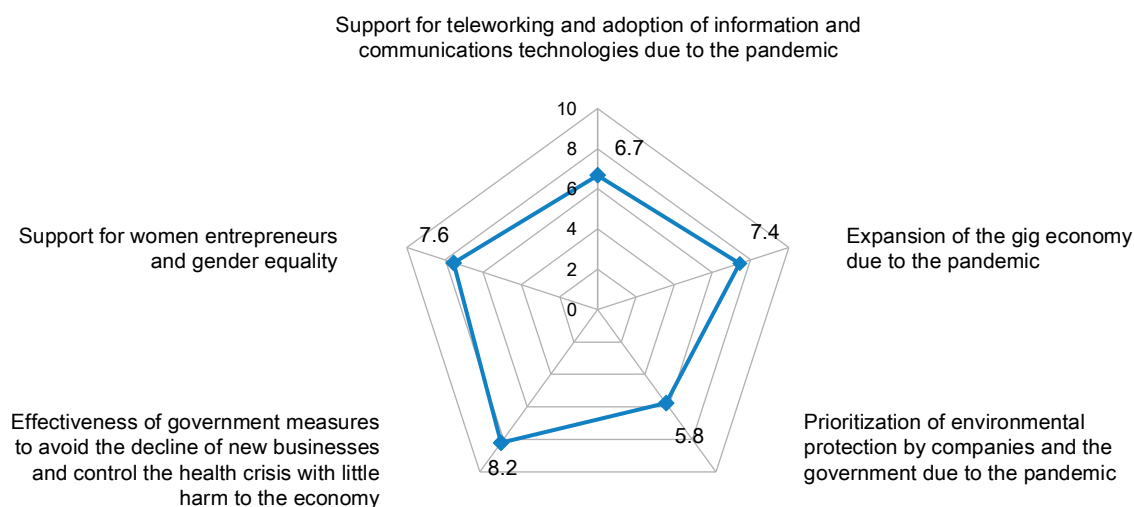 Support for teleworking and adoption of information and
communications technologies due to the pandemic
10
8
6.7
6
4
2
0
7.4
Expansion of the gig economy
due to the pandemic
5.8
Prioritization of environmental
protection by companies and the
government due to the pandemic
8.2
Effectiveness of government measures
to avoid the decline of new businesses
and control the health crisis with little
harm to the economy
7.6
Support for women entrepreneurs
and gender equality